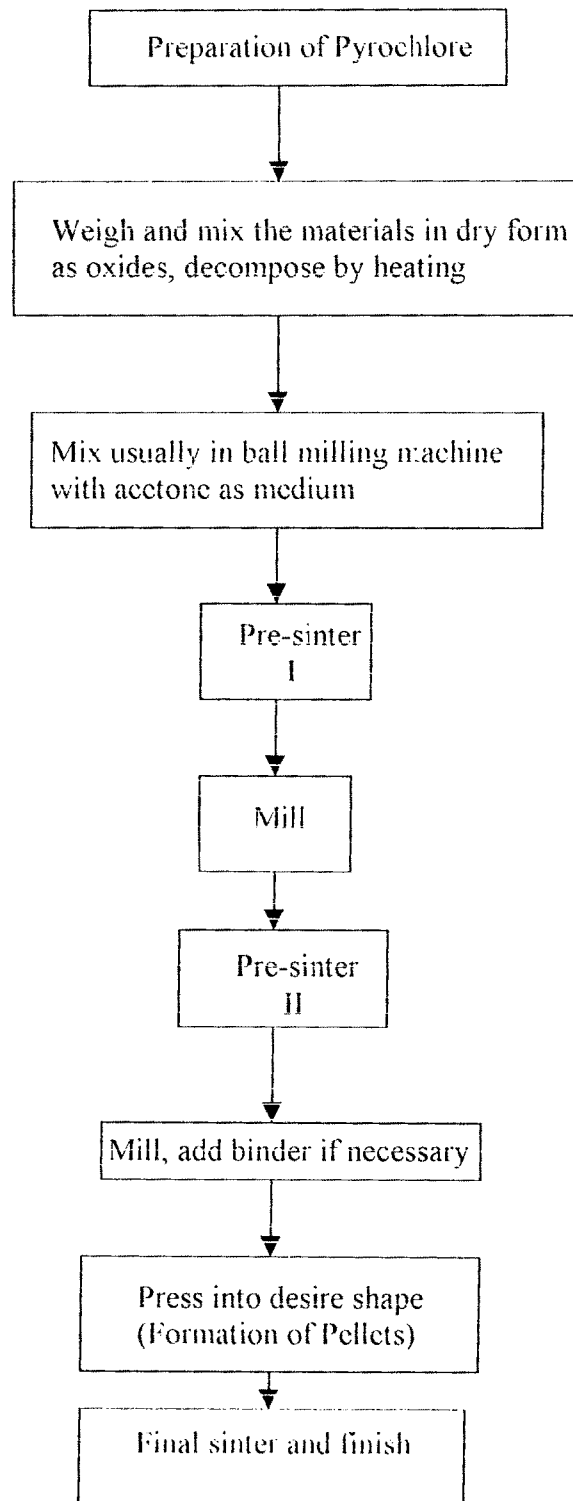 Preparation of Pyrochlore
Weigh and mix the materials in dry form
as oxides, decompose by heating
Mix usually in ball milling machine
with acetone as medium
Pre-sinter
I
Mill
Pre-sinter
II
Mill, add binder if necessary
Press into desire shape
(Formation of Pellets)
Final sinter and finish